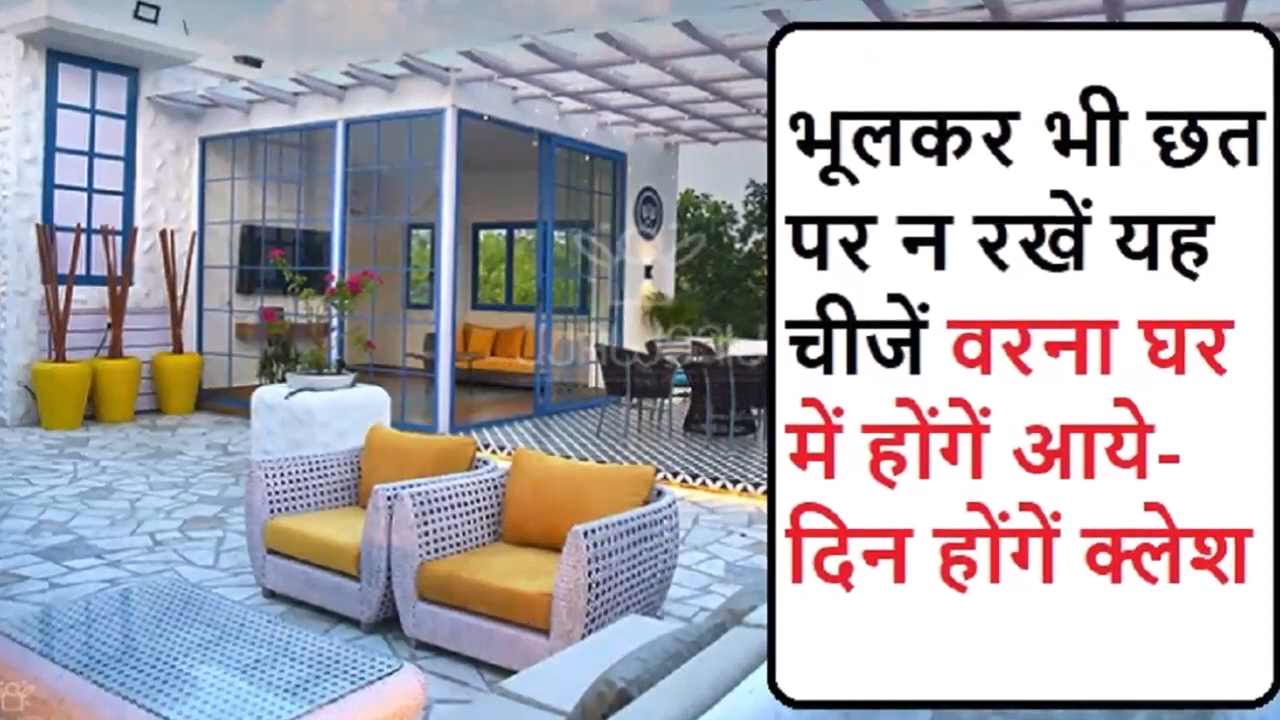 भूलकर भी छत
पर न रखें यह
चीजें वरना घर
में होंगें आये-
दिन होंगें क्लेश